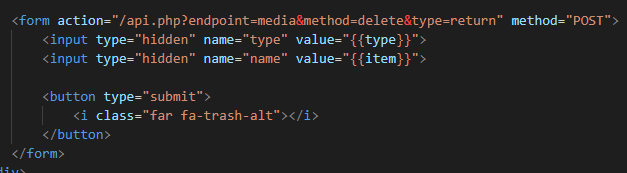 <form action="/api.php?endpoint=media&method=delete&type=return" method="POST">
<input type="hidden" name="type" value="{{type}}">
<input type="hidden" name="name" value="{{item}}">
<button type="submit">
<i class="far fa-trash-alt"></i>
</button>
</form>